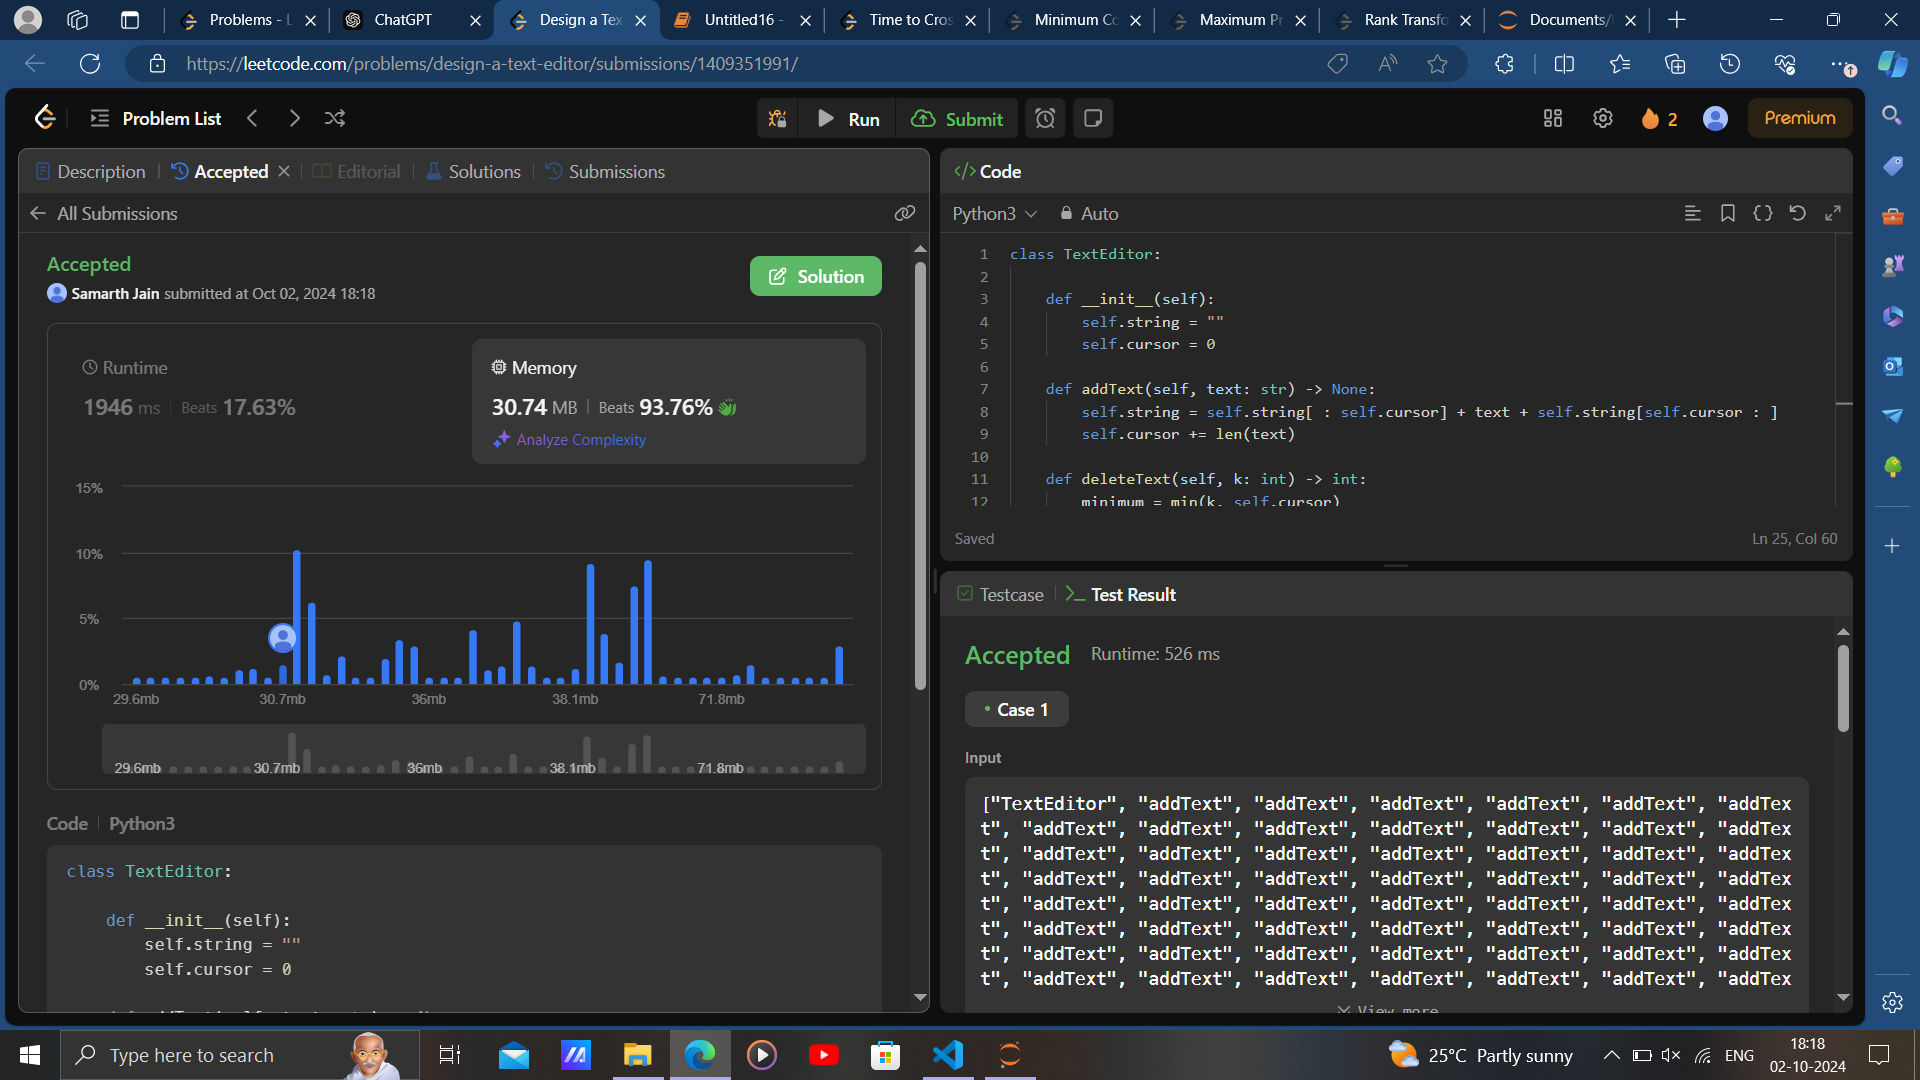 Problems - L
ChatGPT
Design a Tex
Untitled16 -
Time to Cros
Minimum Co
Maximum Pr
Rank Transfo
Documents/
https://leetcode.com/problems/design-a-text-editor/submissions/1409351991/
Problem List
Run
Submit
2
Premium
Description
Accepted
Editorial
Solutions
Submissions
All Submissions
Accepted
Samarth Jain submitted at Oct 02, 2024 18:18
Solution
Runtime
1946 ms
Beats 17.63%
Memory
30.74 MB
Beats 93.76%
Analyze Complexity
15%
10%
5%
0%
29.6mb
30.7mb
36mb
38.1mb
71.8mb
29.6mb
30.7mb
36mb
38.1mb
71.8mb
Code
Python3
class TextEditor:
def __init__(self):
self.string = ""
self.cursor = 0
</> Code
Python3
Auto
1 class TextEditor:
2
3 def __init__(self):
4 self.string = ""
5 self.cursor = 0
6
7 def addText(self, text: str) -> None:
8 self.string = self.string[ : self.cursor] + text + self.string[self.cursor : ]
9 self.cursor += len(text)
10
11 def deleteText(self, k: int) -> int:
12 minimum = min(k, self.cursor)
Saved
Ln 25, Col 60
Testcase
Test Result
Accepted
Runtime: 526 ms
Case 1
Input
["TextEditor", "addText", "addText", "addText", "addText", "addText", "addTex
t", "addText", "addText", "addText", "addText", "addText", "addText", "addTex
t", "addText", "addText", "addText", "addText", "addText", "addText", "addTex
t", "addText", "addText", "addText", "addText", "addText", "addText", "addTex
t", "addText", "addText", "addText", "addText", "addText", "addText", "addTex
t", "addText", "addText", "addText", "addText", "addText", "addText", "addTex
t", "addText", "addText", "addText", "addText", "addText", "addText", "addTex
t", "addText", "addText", "addText", "addText", "addText", "addText", "addTex
View more
Type here to search
25°C Partly sunny
ENG
18:18
02-10-2024